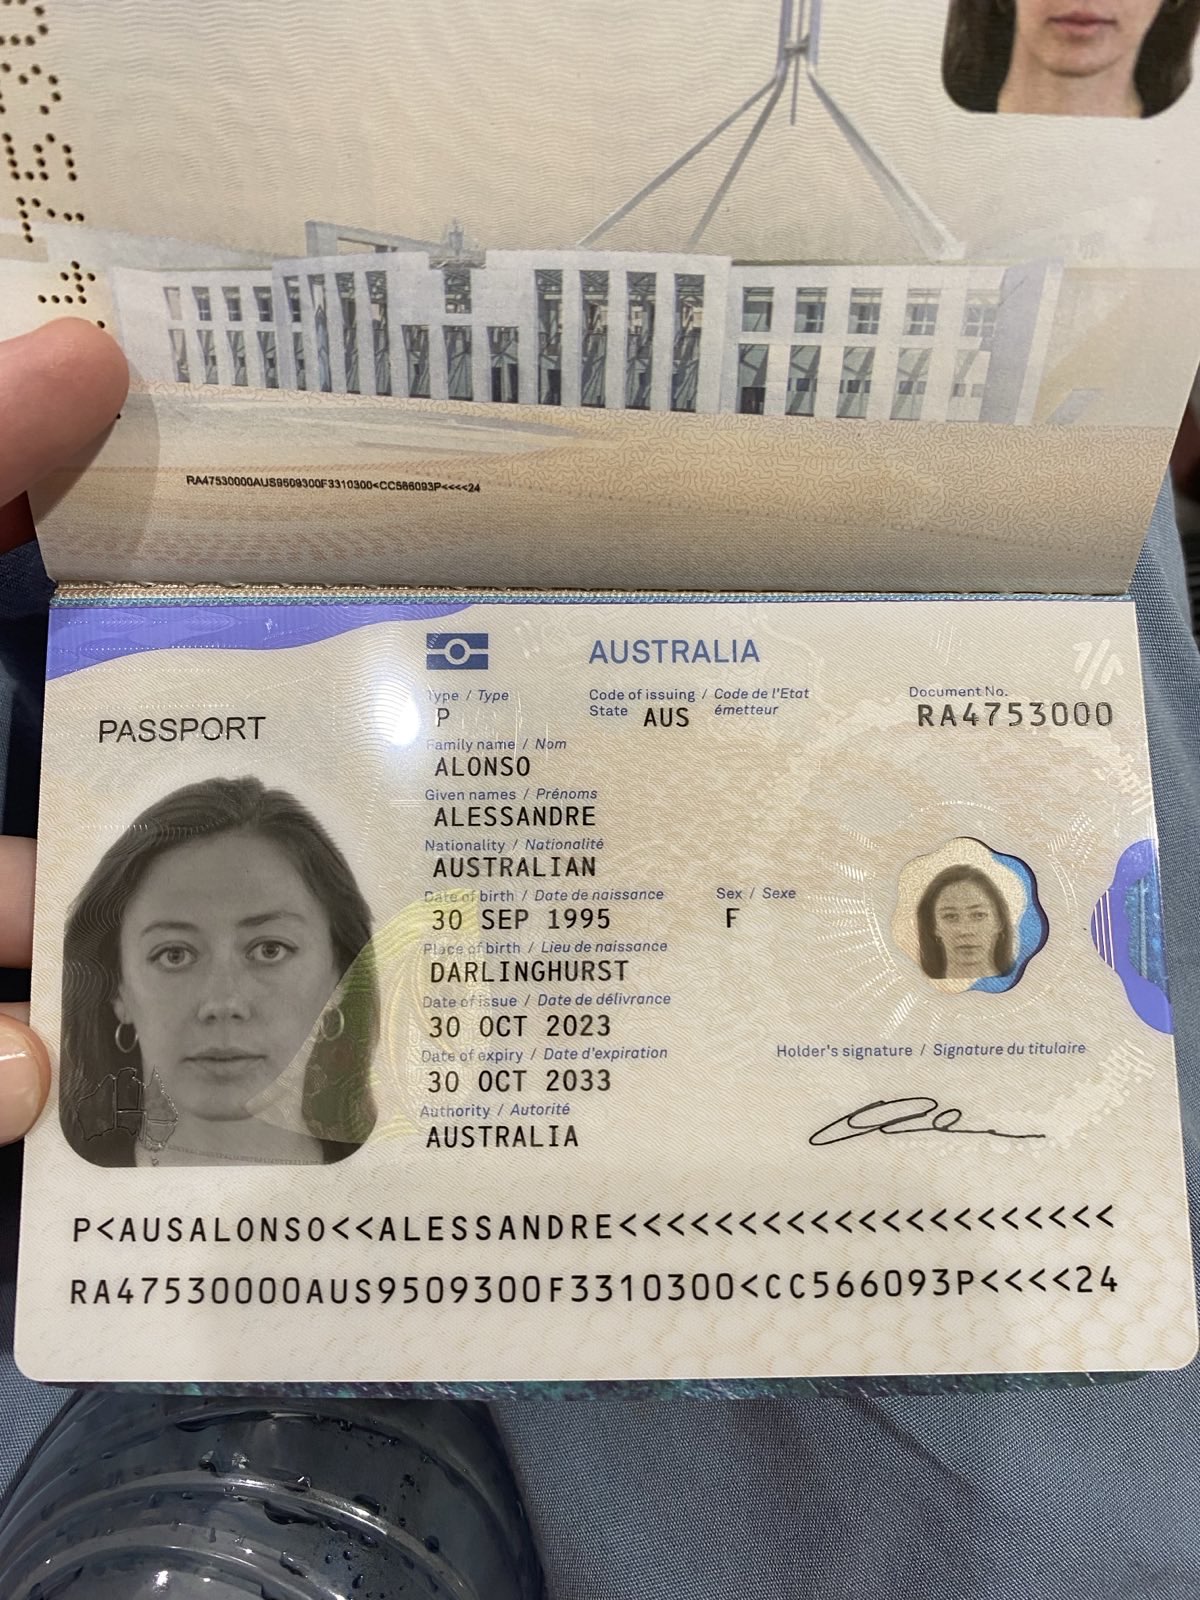 RA47530000AUS9509300F3310300<CC566093P<<<<24
AUSTRALIA
Type / Type
Code of issuing / Code de l'Etat
Document No.
PASSPORT
P
State AUS émetteur
RA4753000
Family name / Nom
ALONSO
Given names / Prénoms
ALESSANDRE
Nationality / Nationalité
AUSTRALIAN
Date of birth / Date de naissance
Sex / Sexe
30 SEP 1995
F
Place of birth / Lieu de naissance
DARLINGHURST
Date of issue / Date de délivrance
30 OCT 2023
Date of expiry / Date d'expiration
Holder's signature / Signature du titulaire
30 OCT 2033
Authority / Autorité
AUSTRALIA
P<AUSALONSO<<ALESSANDRE<<<<<<<<<<<<<<<<<<<<<
RA47530000AUS9509300F3310300<CC566093P<<<<24